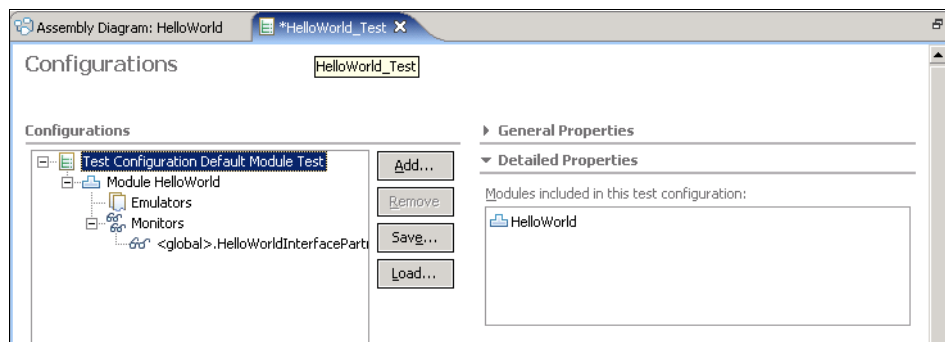 Assembly Diagram: HelloWorld
*HelloWorld_Test
Configurations
HelloWorld_Test
Configurations
Test Configuration Default Module Test
Module HelloWorld
Emulators
Monitors
<global>.HelloWorldInterfacePart
Add...
Remove
Save...
Load...
General Properties
Detailed Properties
Modules included in this test configuration:
HelloWorld